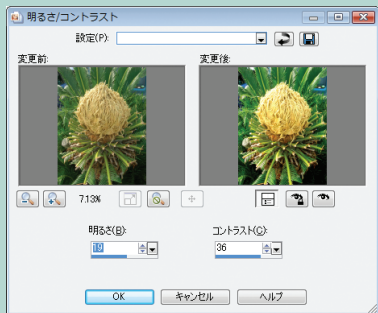 明るさ/コントラスト
設定(P):
変更前:
変更後:
7.13%
明るさ(B):
コントラスト(C):
19
36
OK
キャンセル
ヘルプ